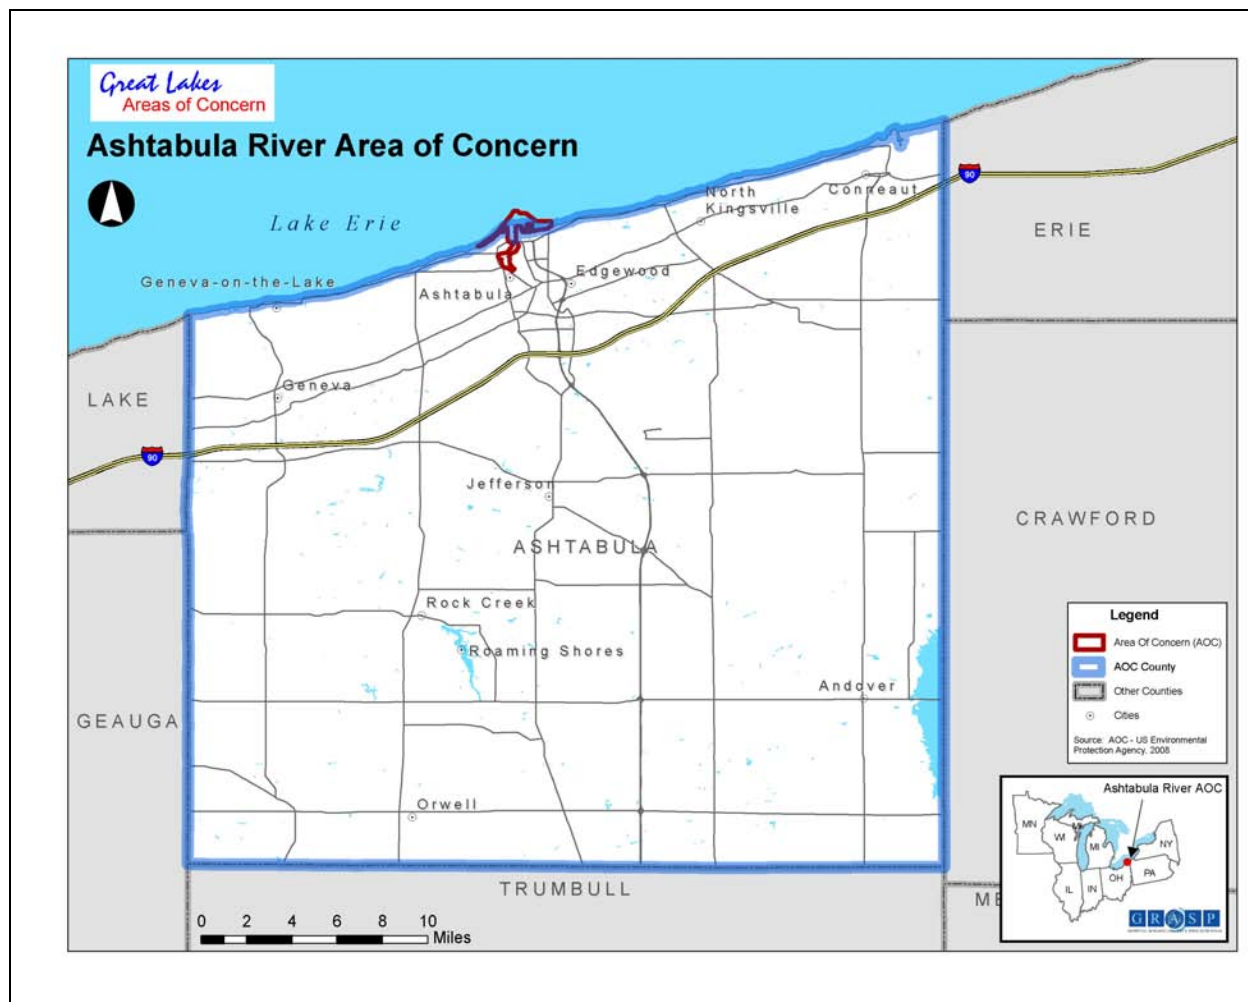 Great Lakes
Areas of Concern
Ashtabula River Area of Concern
Lake Erie
North
Kingsville
Conneaut
90
ERIE
Geneva-on-the-Lake
Ashtabula
Edgewood
LAKE
Geneva
90
Jefferson
ASHTABULA
CRAWFORD
Rock Creek
Roaming Shores
Andover
GEAUGA
Orwell
TRUMBULL
ME
Legend
Area Of Concern (AOC)
AOC County
Other Counties
Cities
Source: AOC - US Environmental
Protection Agency. 2008
Ashtabula River AOC
MN
WI
MI
MI
NY
IL
IN
OH
PA
GRASP
0 2 4 6 8 10
Miles